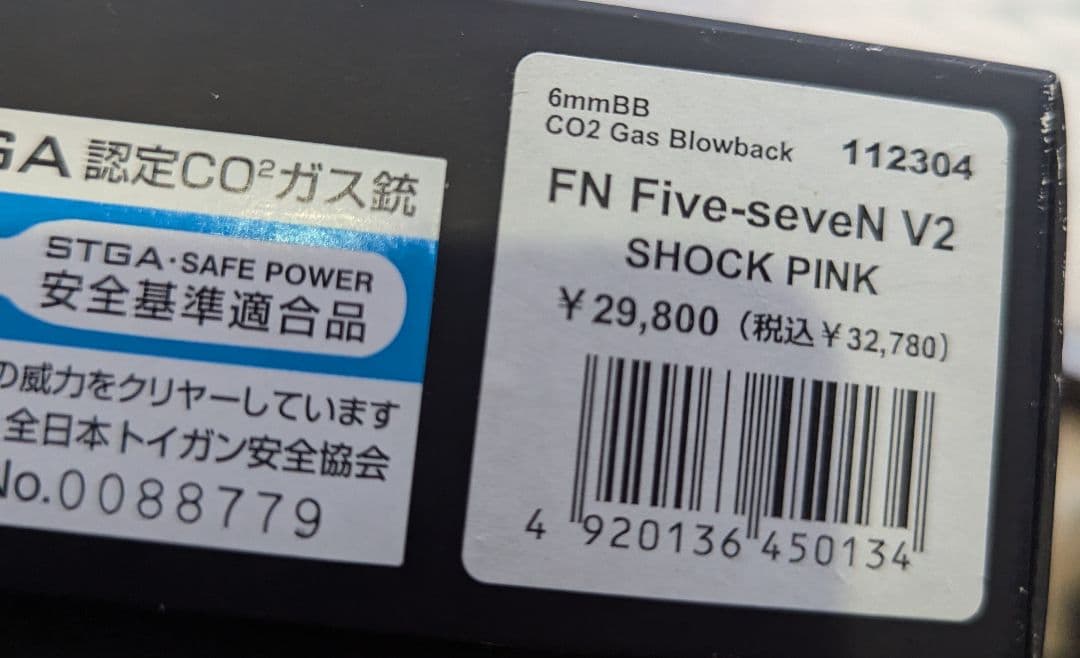 GA 認定CO²ガス銃
STGA・SAFE POWER
安全基準適合品
の威力をクリヤーしています
全日本トイガン安全協会
No.0088779
6mmBB
CO2 Gas Blowback 112304
FN Five-seveN V2
SHOCK PINK
￥29,800（税込￥32,780）
4 920136 450134